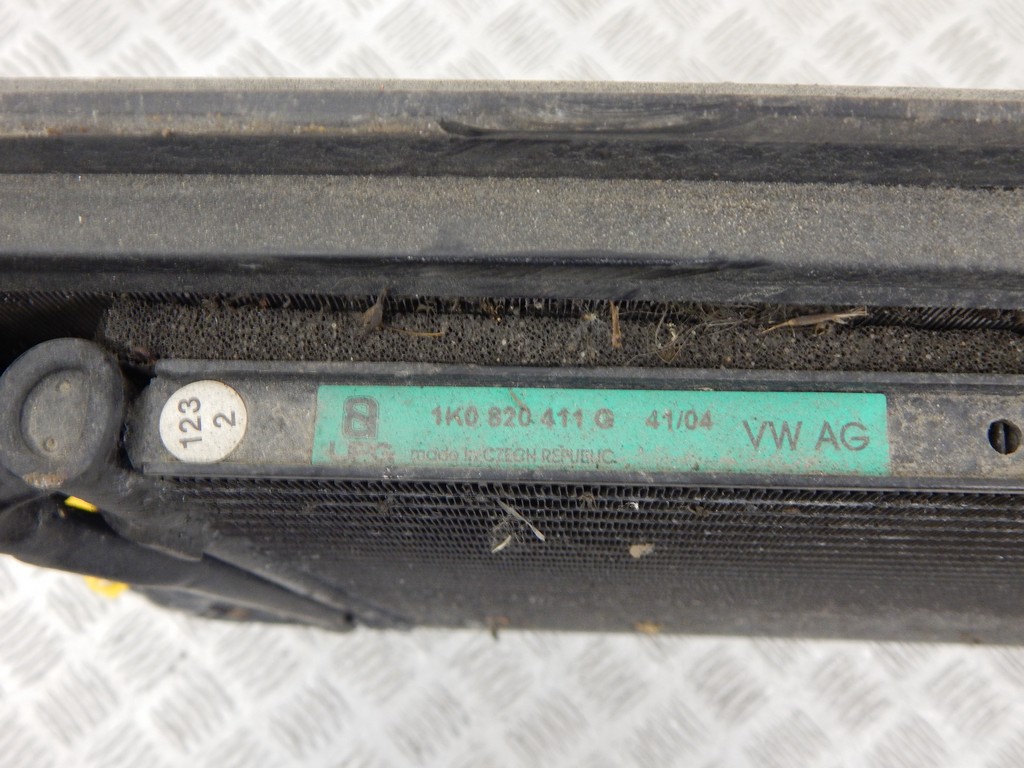 123
2
1K0 820 411 G 41/04
VW AG
made in CZECH REPUBLIC